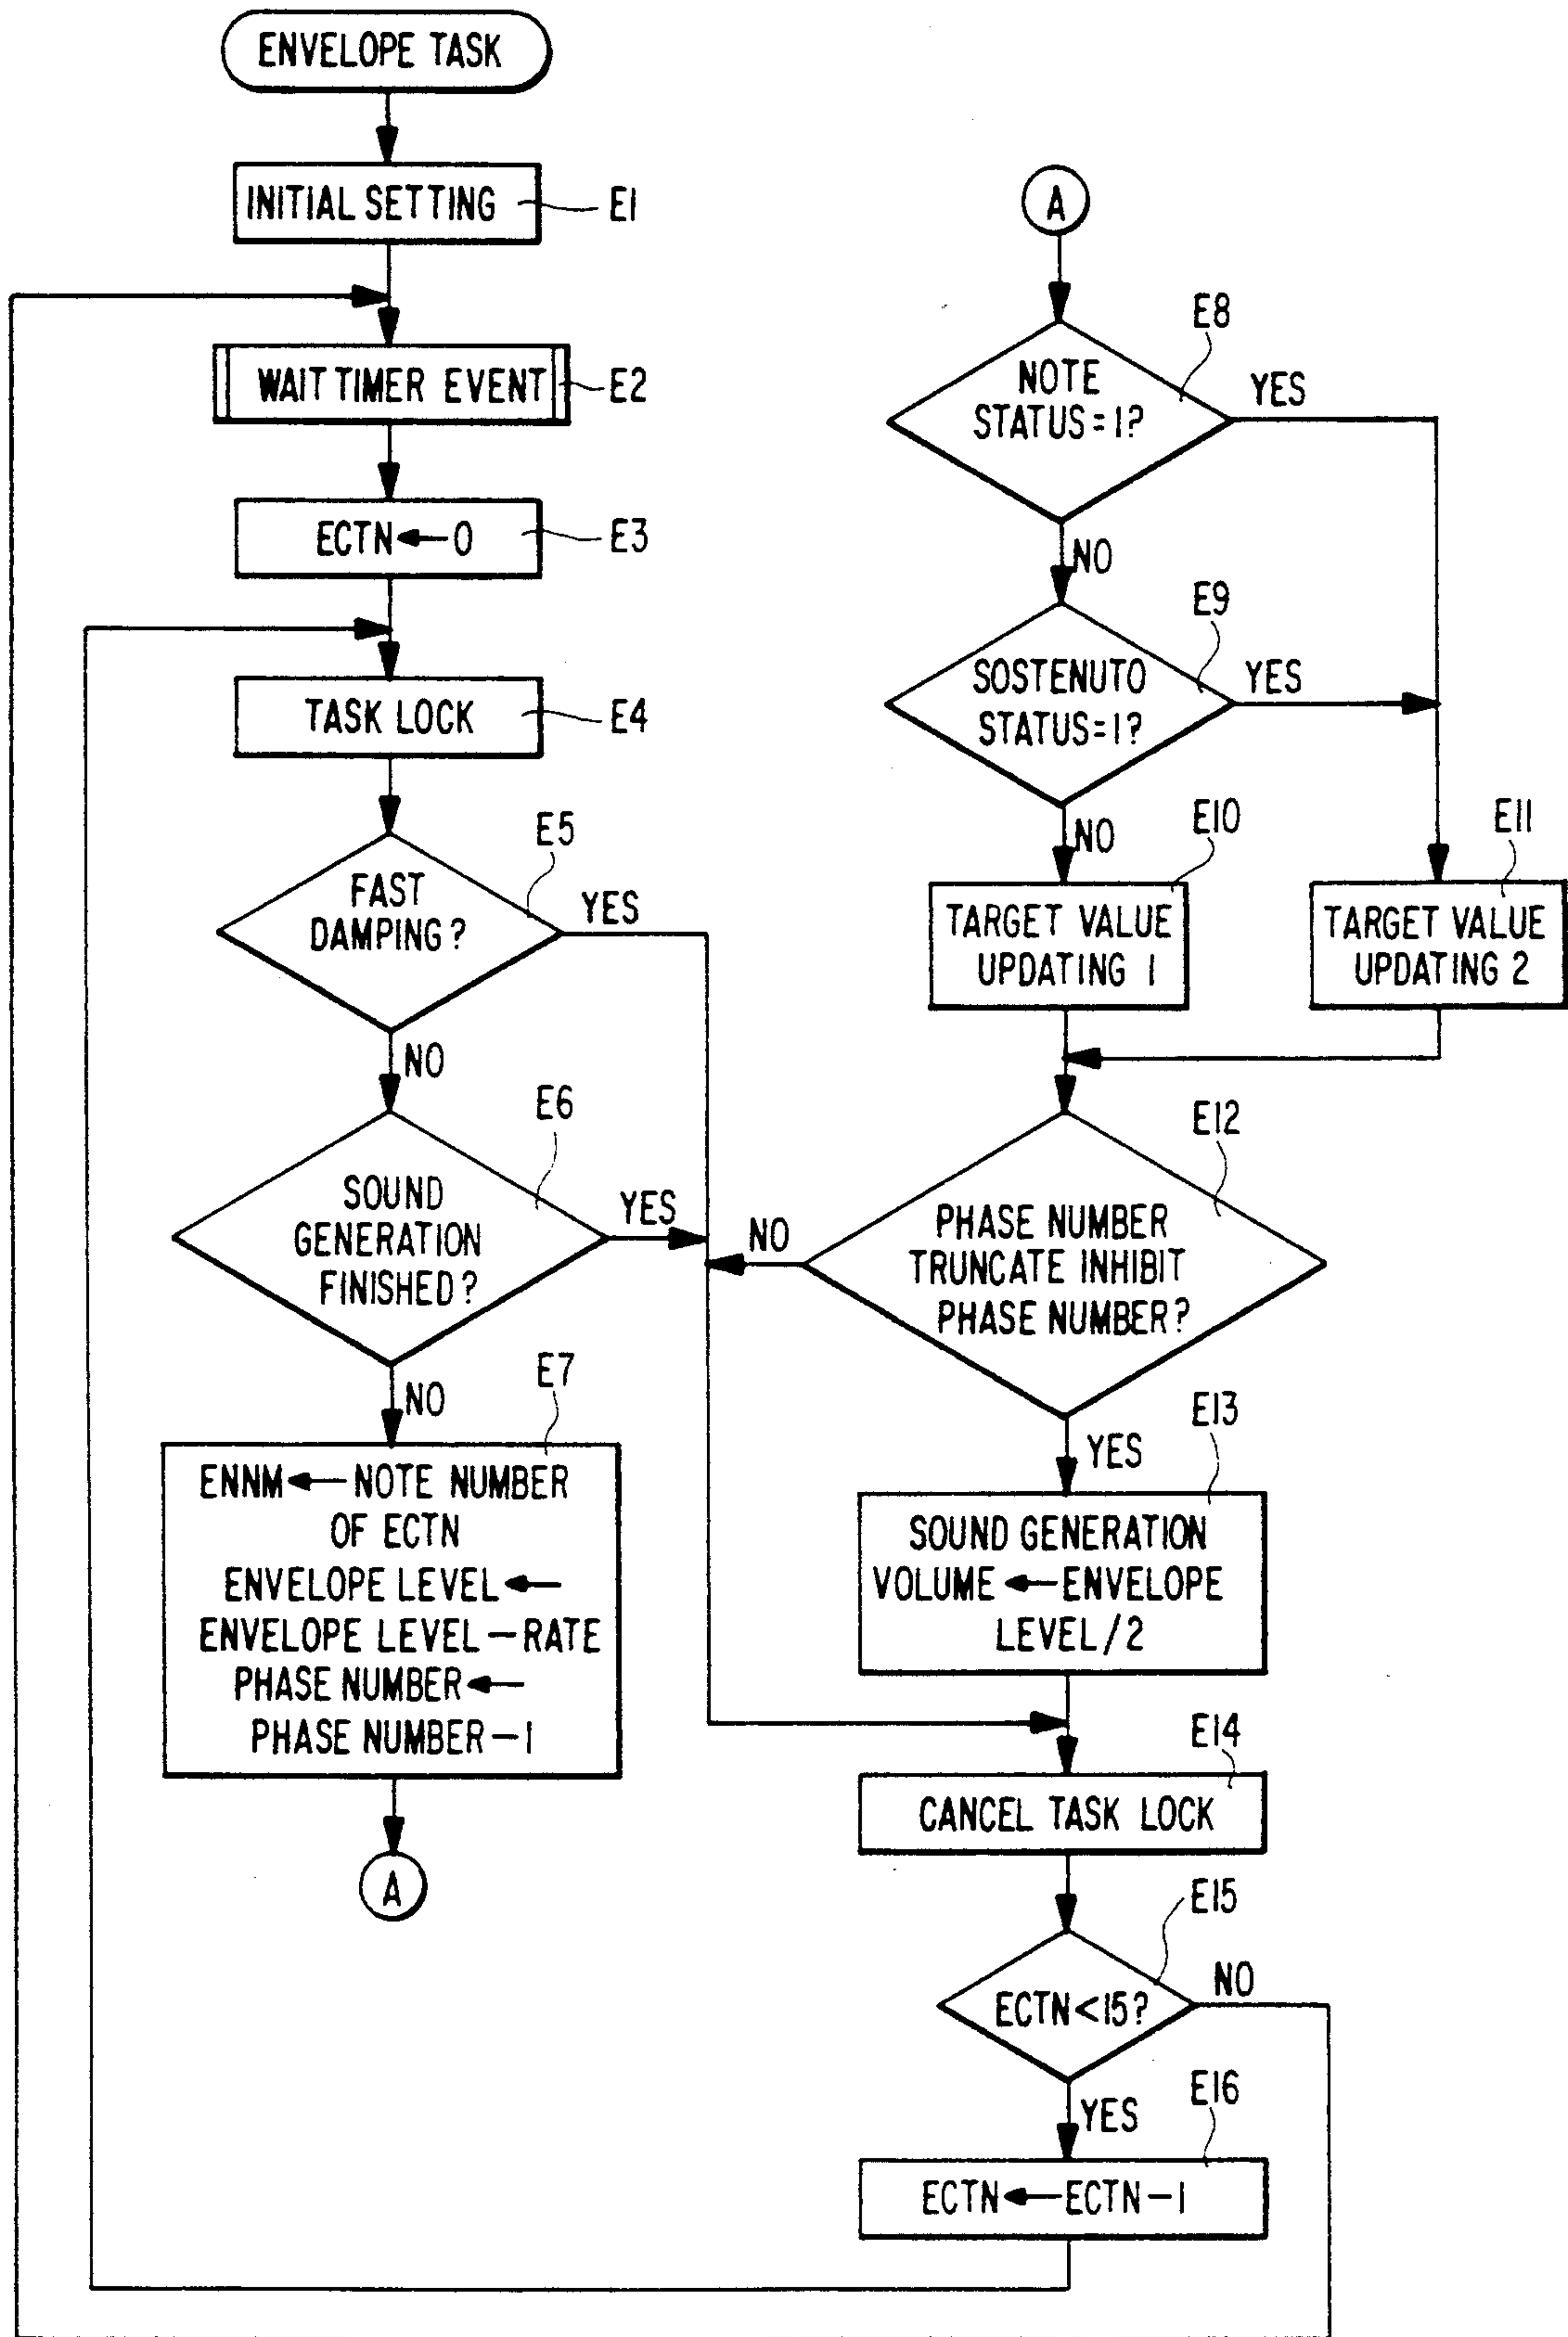 ENVELOPE TASK
INITIAL SETTING
E1
WAIT TIMER EVENT
E2
ECTN←0
E3
TASK LOCK
E4
E5
FAST
DAMPING?
YES
NO
E6
SOUND
GENERATION
FINISHED?
YES
NO
E7
ENNM←NOTE NUMBER
OF ECTN
ENVELOPE LEVEL←
ENVELOPE LEVEL−RATE
PHASE NUMBER←
PHASE NUMBER−1
A
A
E8
NOTE
STATUS=1?
YES
NO
E9
SOSTENUTO
STATUS=1?
YES
NO
E10
TARGET VALUE
UPDATING 1
E11
TARGET VALUE
UPDATING 2
E12
PHASE NUMBER
TRUNCATE INHIBIT
PHASE NUMBER?
NO
YES
E13
SOUND GENERATION
VOLUME←ENVELOPE
LEVEL/2
E14
CANCEL TASK LOCK
E15
ECTN<15?
NO
YES
E16
ECTN←ECTN−1